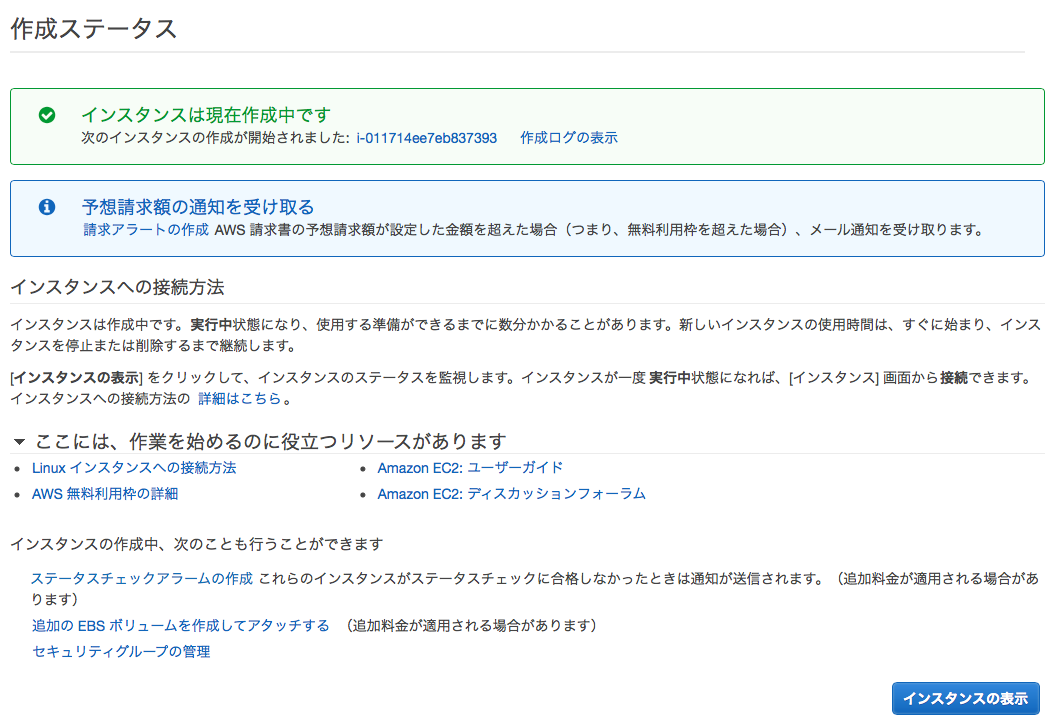 作成ステータス
インスタンスは現在作成中です
次のインスタンスの作成が開始されました: i-011714ee7eb837393 作成ログの表示
予想請求額の通知を受け取る
請求アラートの作成 AWS 請求書の予想請求額が設定した金額を超えた場合（つまり、無料利用枠を超えた場合）、メール通知を受け取ります。
インスタンスへの接続方法
インスタンスは作成中です。実行中状態になり、使用する準備ができるまでに数分かかることがあります。新しいインスタンスの使用時間は、すぐに始まり、インス
タンスを停止または削除するまで継続します。
[インスタンスの表示] をクリックして、インスタンスのステータスを監視します。インスタンスが一度 実行中状態になれば、[インスタンス] 画面から接続できます。
インスタンスへの接続方法の 詳細はこちら。
ここには、作業を始めるのに役立つリソースがあります
Linux インスタンスへの接続方法 Amazon EC2: ユーザーガイド
AWS 無料利用枠の詳細 Amazon EC2: ディスカッションフォーラム
インスタンスの作成中、次のことも行うことができます
ステータスチェックアラームの作成 これらのインスタンスがステータスチェックに合格しなかったときは通知が送信されます。（追加料金が適用される場合があ
ります）
追加の EBS ボリュームを作成してアタッチする （追加料金が適用される場合があります）
セキュリティグループの管理
インスタンスの表示